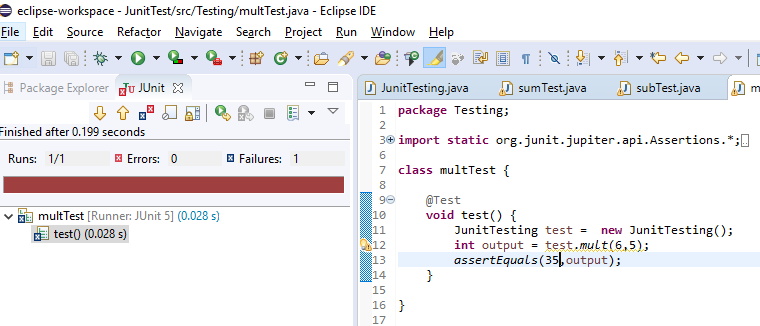 eclipse-workspace - JunitTest/src/Testing/multTest.java - Eclipse IDE
File Edit Source Refactor Navigate Search Project Run Window Help
Package Explorer JUnit
JunitTesting.java sumTest.java subTest.java m
Finished after 0.199 seconds
Runs: 1/1 Errors: 0 Failures: 1
multTest [Runner: JUnit 5] (0.028 s)
test() (0.028 s)
1 package Testing;
2
3 import static org.junit.jupiter.api.Assertions.*;
6
7 class multTest {
8
9 @Test
10 void test() {
11 JunitTesting test =  new JunitTesting();
12 int output = test.mult(6,5);
13 assertEquals(35,output);
14 }
15
16 }
17